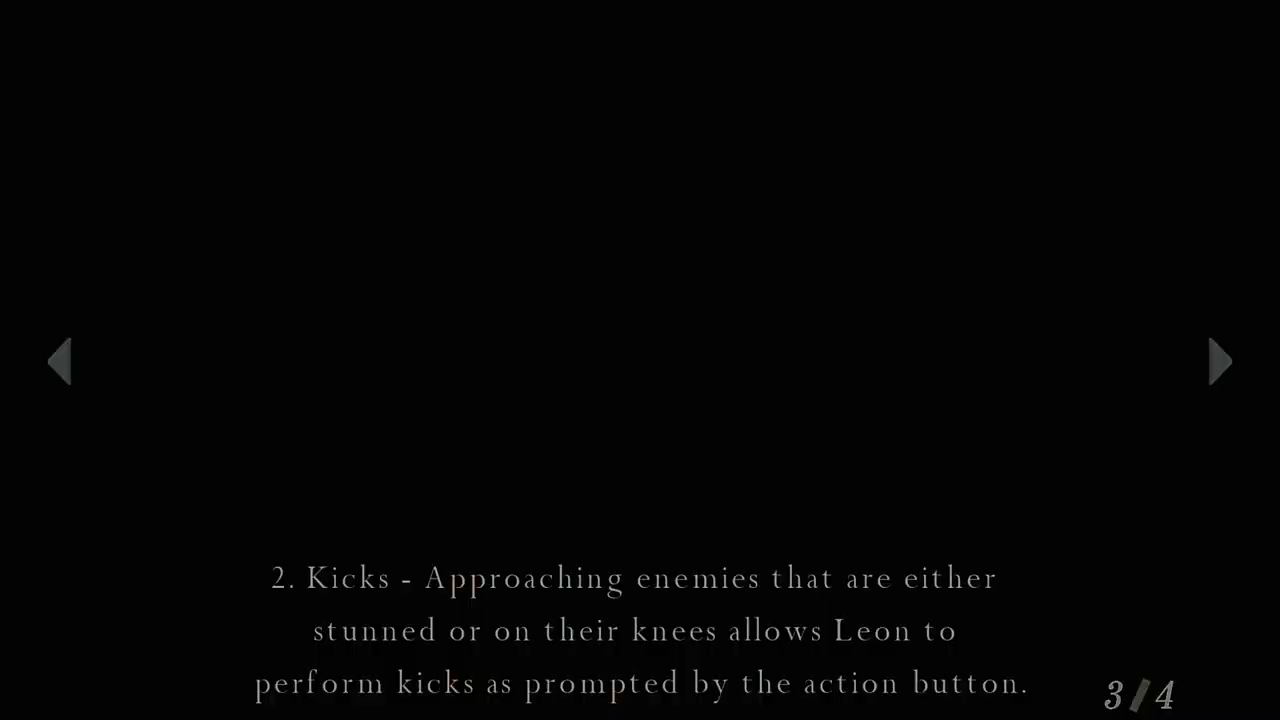 2. Kicks - Approaching enemies that are either
stunned or on their knees allows Leon to
perform kicks as prompted by the action button.
3/4